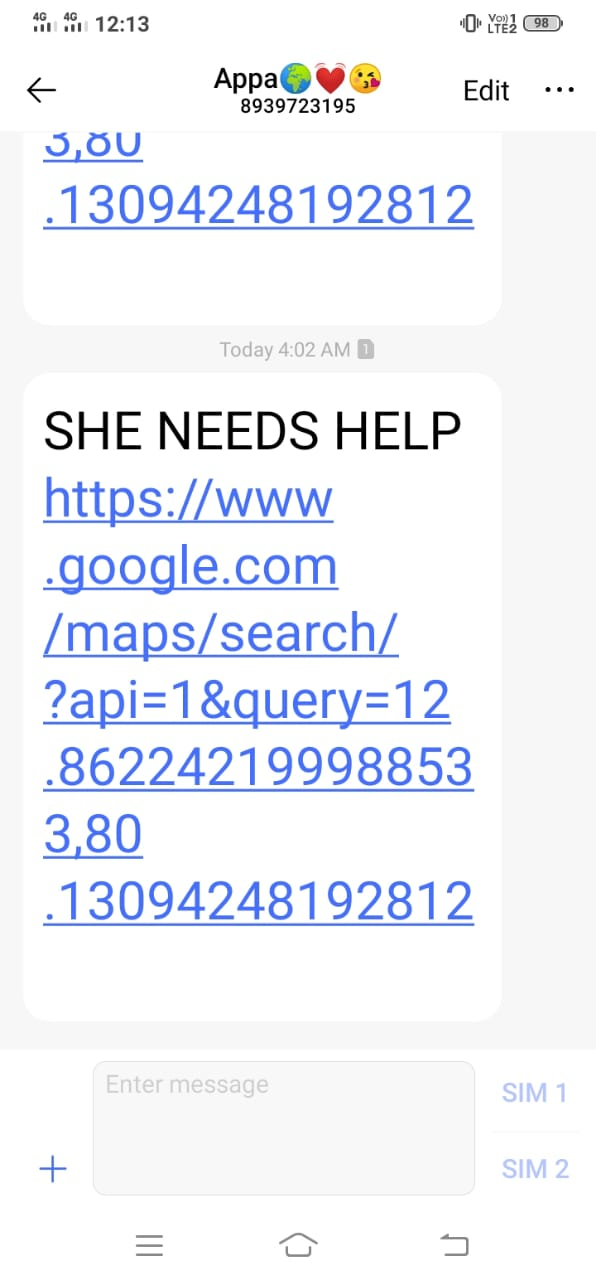 4G 4G 12:13 Vo)) 1 LTE2 98
Appa🌍💓😘
8939723195
Edit
3,80
.13094248192812
Today 4:02 AM 1
SHE NEEDS HELP
https://www
.google.com
/maps/search/
?api=1&query=12
.86224219998853
3,80
.13094248192812
Enter message
SIM 1
SIM 2